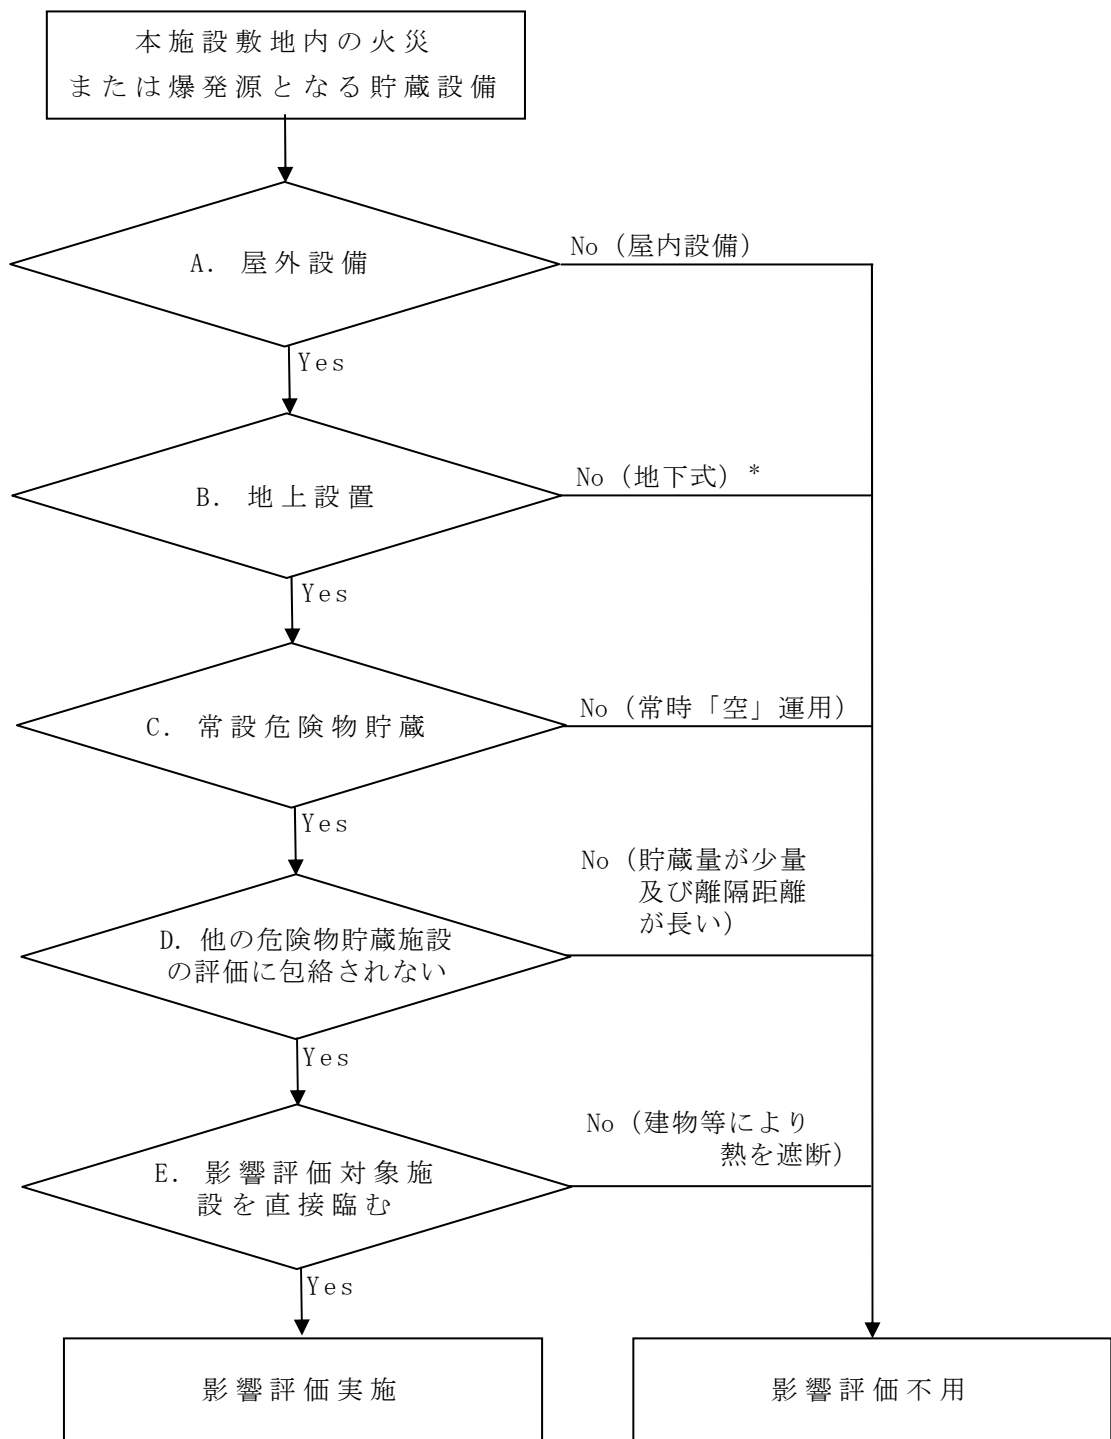 本施設敷地内の火災
または爆発源となる貯蔵設備
A. 屋外設備
No（屋内設備）
Yes
B. 地上設置
No（地下式）*
Yes
C. 常設危険物貯蔵
No（常時「空」運用）
Yes
D. 他の危険物貯蔵施設
の評価に包絡されない
No（貯蔵量が少量
及び離隔距離
が長い）
Yes
E. 影響評価対象施
設を直接臨む
No（建物等により
熱を遮断）
Yes
影響評価実施
影響評価不用